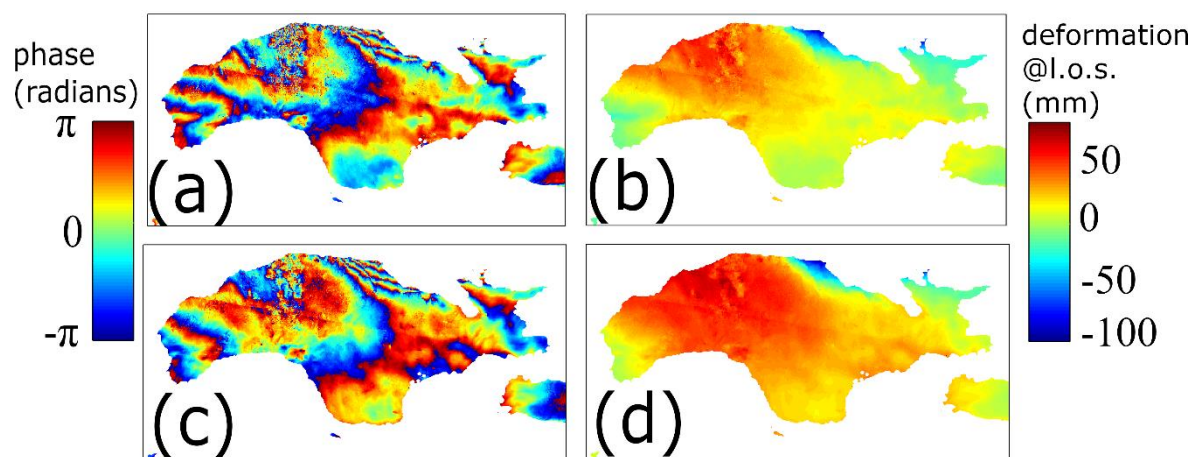 phase
(radians)
π
0
-π
(a)
(b)
(c)
(d)
deformation
@l.o.s.
(mm)
50
0
-50
-100